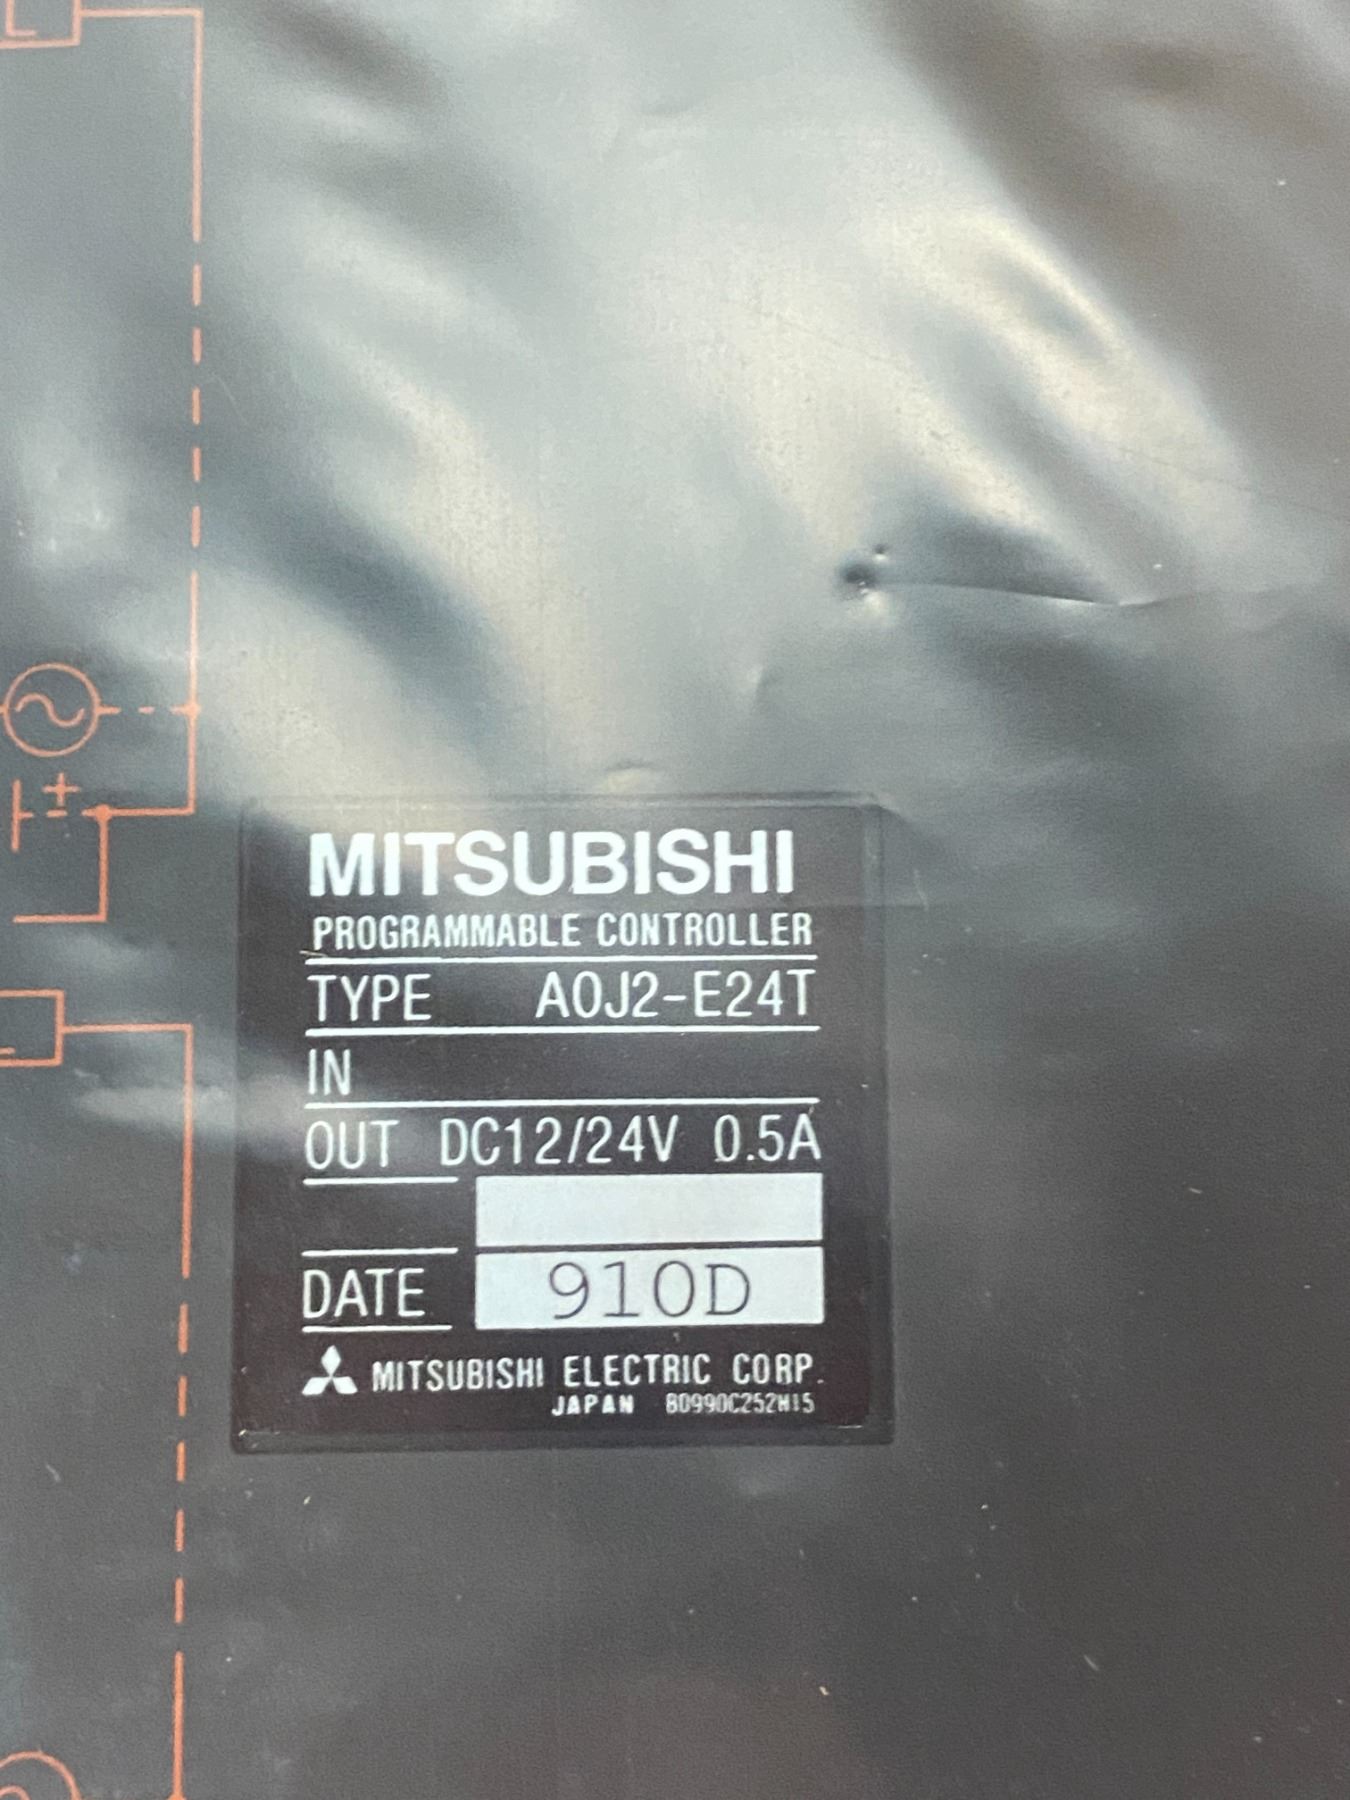 MITSUBISHI
PROGRAMMABLE CONTROLLER
TYPE A0J2-E24T
IN
OUT DC12/24V 0.5A
DATE 910D
MITSUBISHI ELECTRIC CORP.
JAPAN BD990C252H15